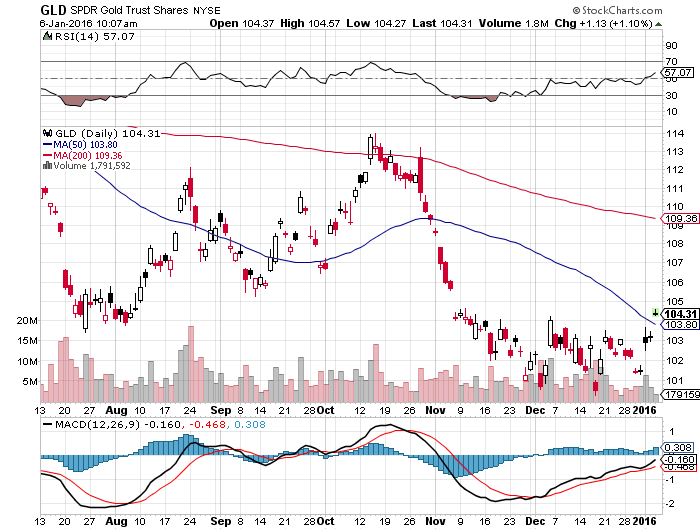 GLD SPDR Gold Trust Shares NYSE
© StockCharts.com
6-Jan-2016 10:07am
Open 104.37 High 104.57 Low 104.27 Last 104.31 Volume 1.8M Chg +1.13 (+1.10%)
RSI(14) 57.07
90
70
57.07
50
30
10
GLD (Daily) 104.31
MA(50) 103.80
MA(200) 109.36
Volume 1,791,592
114
113
112
111
110
109.36
109
108
107
106
105
104.31
103.80
103
102
101
20M
15M
10M
5M
179159
13 20 27 Aug 10 17 24 Sep 8 14 21 28 Oct 12 19 26 Nov 9 16 23 Dec 7 14 21 28 2016
MACD(12,26,9) -0.160, -0.468, 0.308
1
0.308
-0.160
-0.468
-1
-2
13 20 27 Aug 10 17 24 Sep 8 14 21 28 Oct 12 19 26 Nov 9 16 23 Dec 7 14 21 28 2016